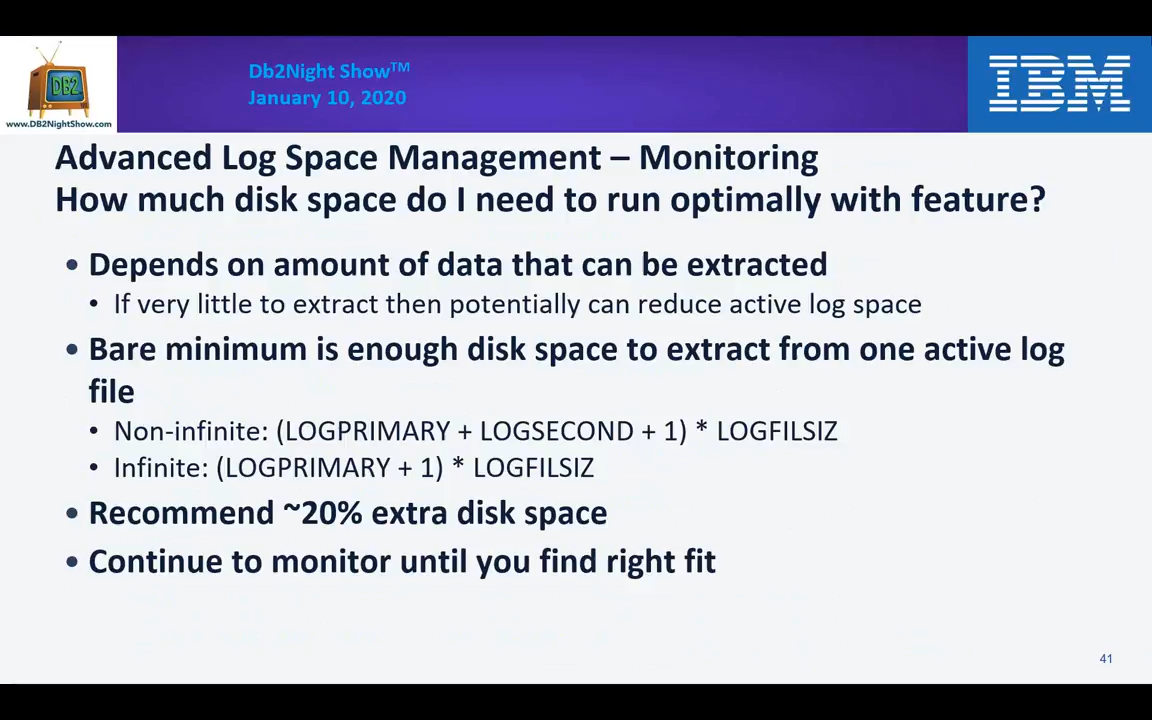 Db2Night Show™
January 10, 2020
DB2
www.DB2NightShow.com
IBM
Advanced Log Space Management – Monitoring
How much disk space do I need to run optimally with feature?
• Depends on amount of data that can be extracted
• If very little to extract then potentially can reduce active log space
• Bare minimum is enough disk space to extract from one active log
file
• Non-infinite: (LOGPRIMARY + LOGSECOND + 1) * LOGFILSIZ
• Infinite: (LOGPRIMARY + 1) * LOGFILSIZ
• Recommend ~20% extra disk space
• Continue to monitor until you find right fit
41